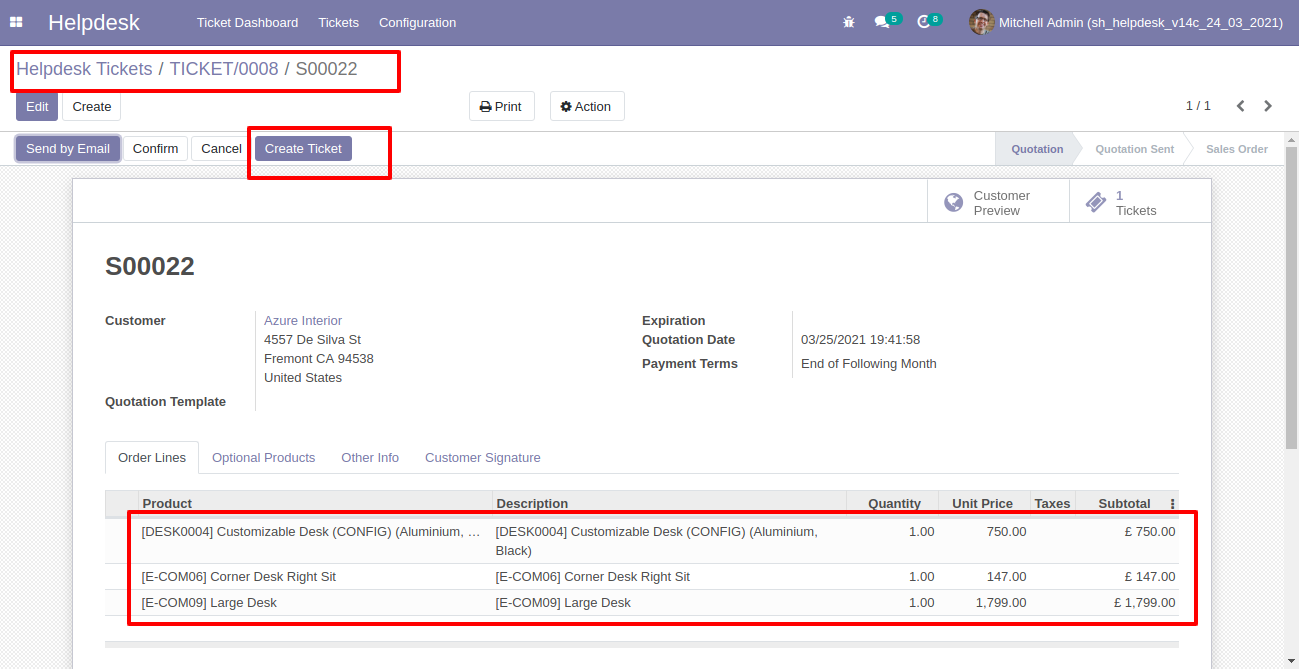 Helpdesk Ticket Dashboard Tickets Configuration 5 8 Mitchell Admin (sh_helpdesk_v14c_24_03_2021)
Helpdesk Tickets / TICKET/0008 / S00022
Edit Create Print Action 1 / 1
Send by Email Confirm Cancel Create Ticket Quotation Quotation Sent Sales Order
Customer Preview 1 Tickets
S00022
Customer Azure Interior Expiration
4557 De Silva St Quotation Date 03/25/2021 19:41:58
Fremont CA 94538 Payment Terms End of Following Month
United States
Quotation Template
Order Lines Optional Products Other Info Customer Signature
Product Description Quantity Unit Price Taxes Subtotal
[DESK0004] Customizable Desk (CONFIG) (Aluminium, … [DESK0004] Customizable Desk (CONFIG) (Aluminium, 1.00 750.00 £ 750.00
Black)
[E-COM06] Corner Desk Right Sit [E-COM06] Corner Desk Right Sit 1.00 147.00 £ 147.00
[E-COM09] Large Desk [E-COM09] Large Desk 1.00 1,799.00 £ 1,799.00